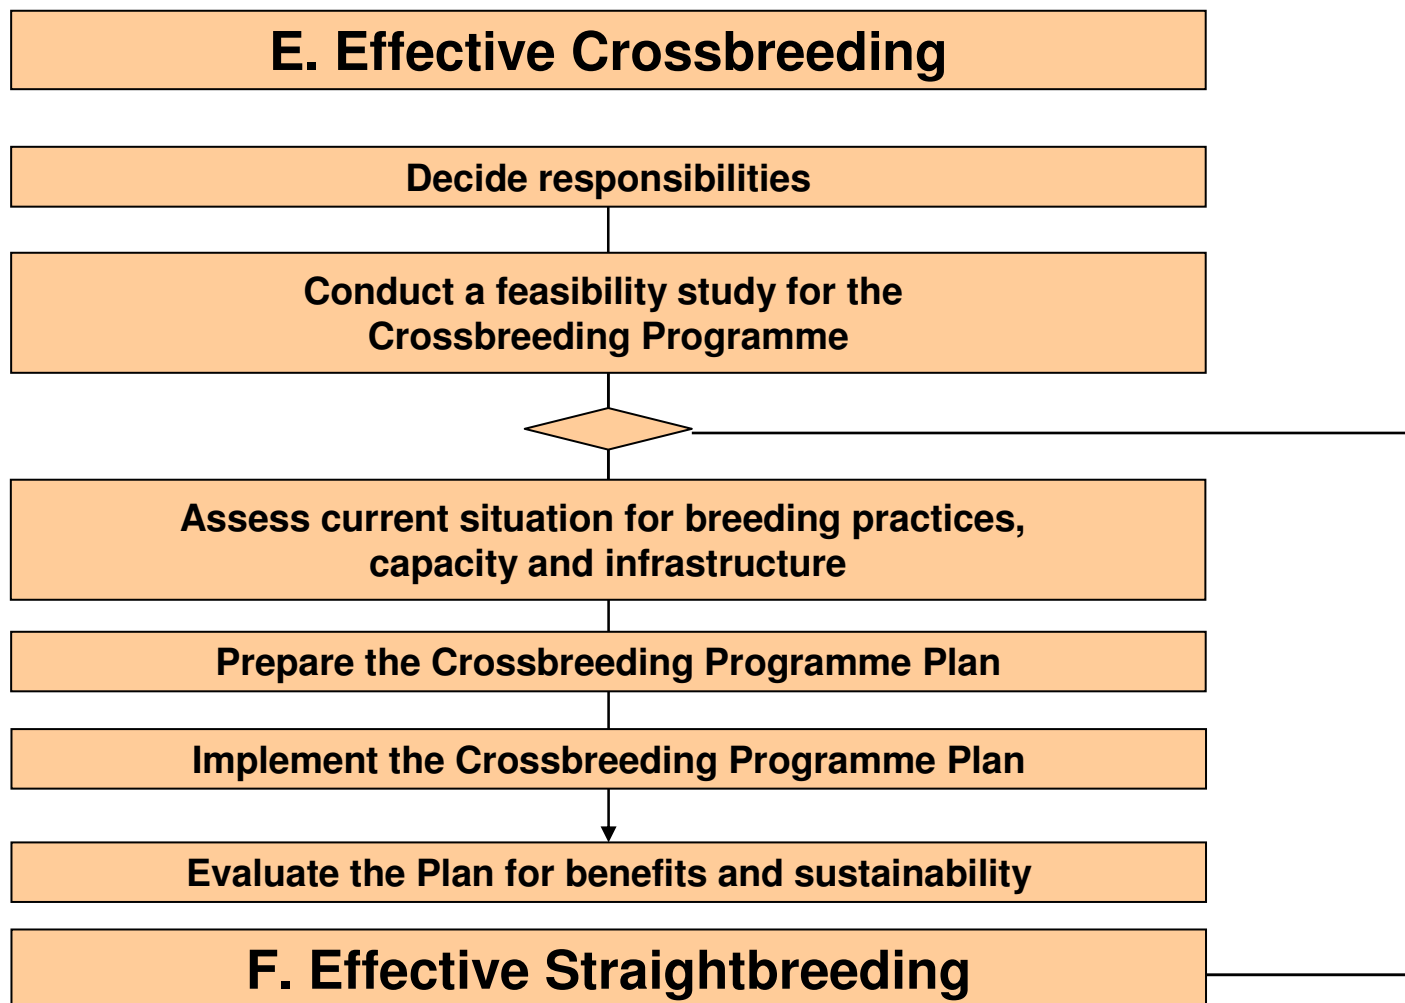 E. Effective Crossbreeding
Decide responsibilities
Conduct a feasibility study for the
Crossbreeding Programme
Assess current situation for breeding practices,
capacity and infrastructure
Prepare the Crossbreeding Programme Plan
Implement the Crossbreeding Programme Plan
Evaluate the Plan for benefits and sustainability
F. Effective Straightbreeding